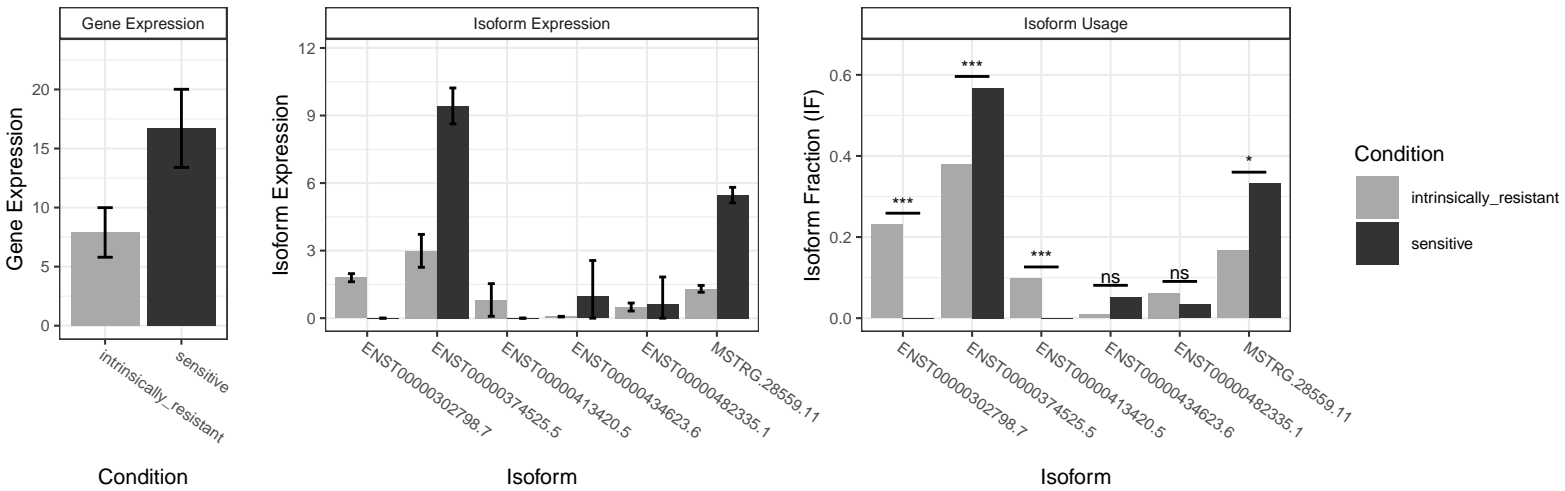 Gene Expression
Gene Expression
20
15
10
5
0
intrinsically_resistant
sensitive
Condition
Isoform Expression
Isoform Expression
12
9
6
3
0
ENST00000302798.7
ENST00000374525.5
ENST00000413420.5
ENST00000434623.6
ENST00000482335.1
MSTRG.28559.11
Isoform
Isoform Usage
Isoform Fraction (IF)
0.6
0.4
0.2
0.0
***
***
***
ns
ns
*
ENST00000302798.7
ENST00000374525.5
ENST00000413420.5
ENST00000434623.6
ENST00000482335.1
MSTRG.28559.11
Isoform
Condition
intrinsically_resistant
sensitive